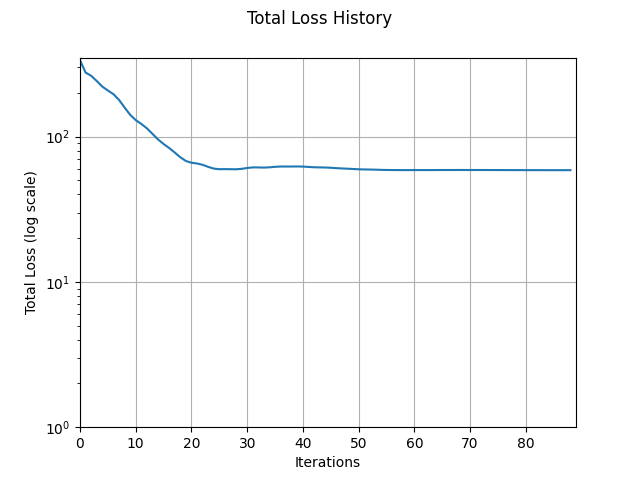 Total Loss History
Total Loss (log scale)
10²
10¹
10⁰
0 10 20 30 40 50 60 70 80
Iterations